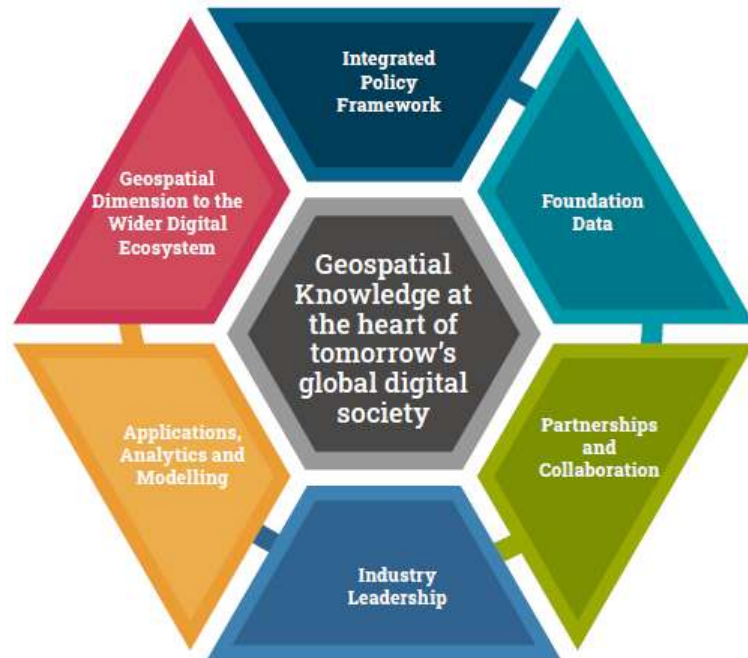 Integrated
Policy
Framework
Geospatial
Dimension to the
Wider Digital
Ecosystem
Foundation
Data
Geospatial
Knowledge at
the heart of
tomorrow's
global digital
society
Applications,
Analytics and
Modelling
Partnerships
and
Collaboration
Industry
Leadership